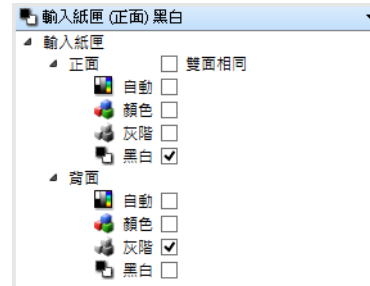 輸入紙匣 (正面) 黑白
輸入紙匣
正面 雙面相同
自動
顏色
灰階
黑白
背面
自動
顏色
灰階
黑白